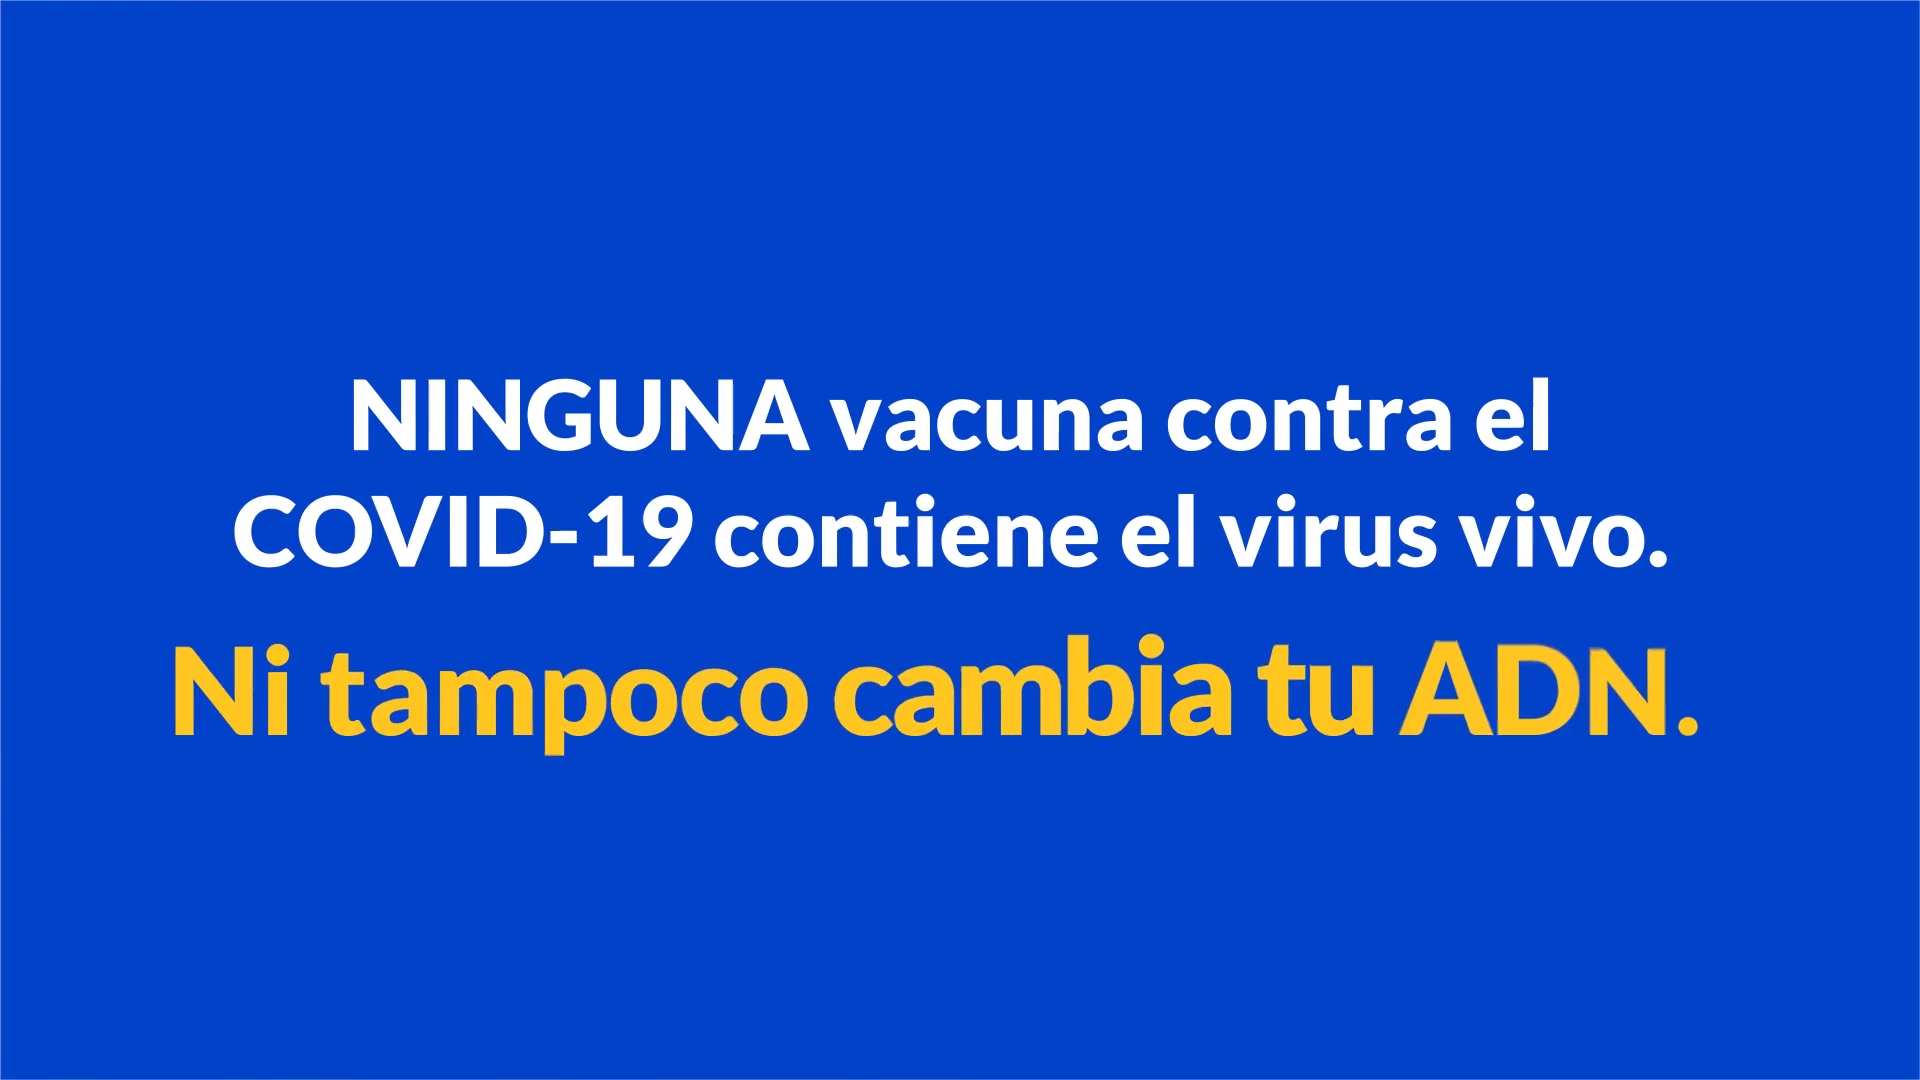 NINGUNA vacuna contra el
COVID-19 contiene el virus vivo.
Ni tampoco cambia tu ADN.